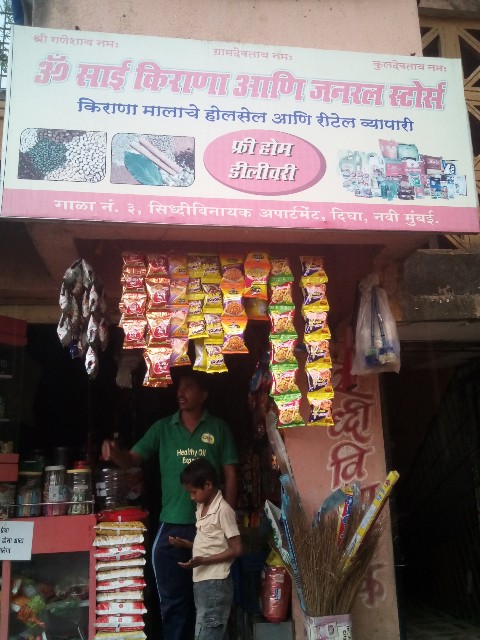 श्री गणेशाय नमः ग्रामदेवताय नमः कुलदेवताय नमः
ॐ साई किराणा आणि जनरल स्टोर्स
किराणा मालाचे होलसेल आणि रीटेल व्यापारी
फ्री होम
डीलीवरी
गाळा नं. ३, सिध्दीविनायक अपार्टमेंट, दिघा, नवी मुंबई.
Healthy Oil
द्धी
वि